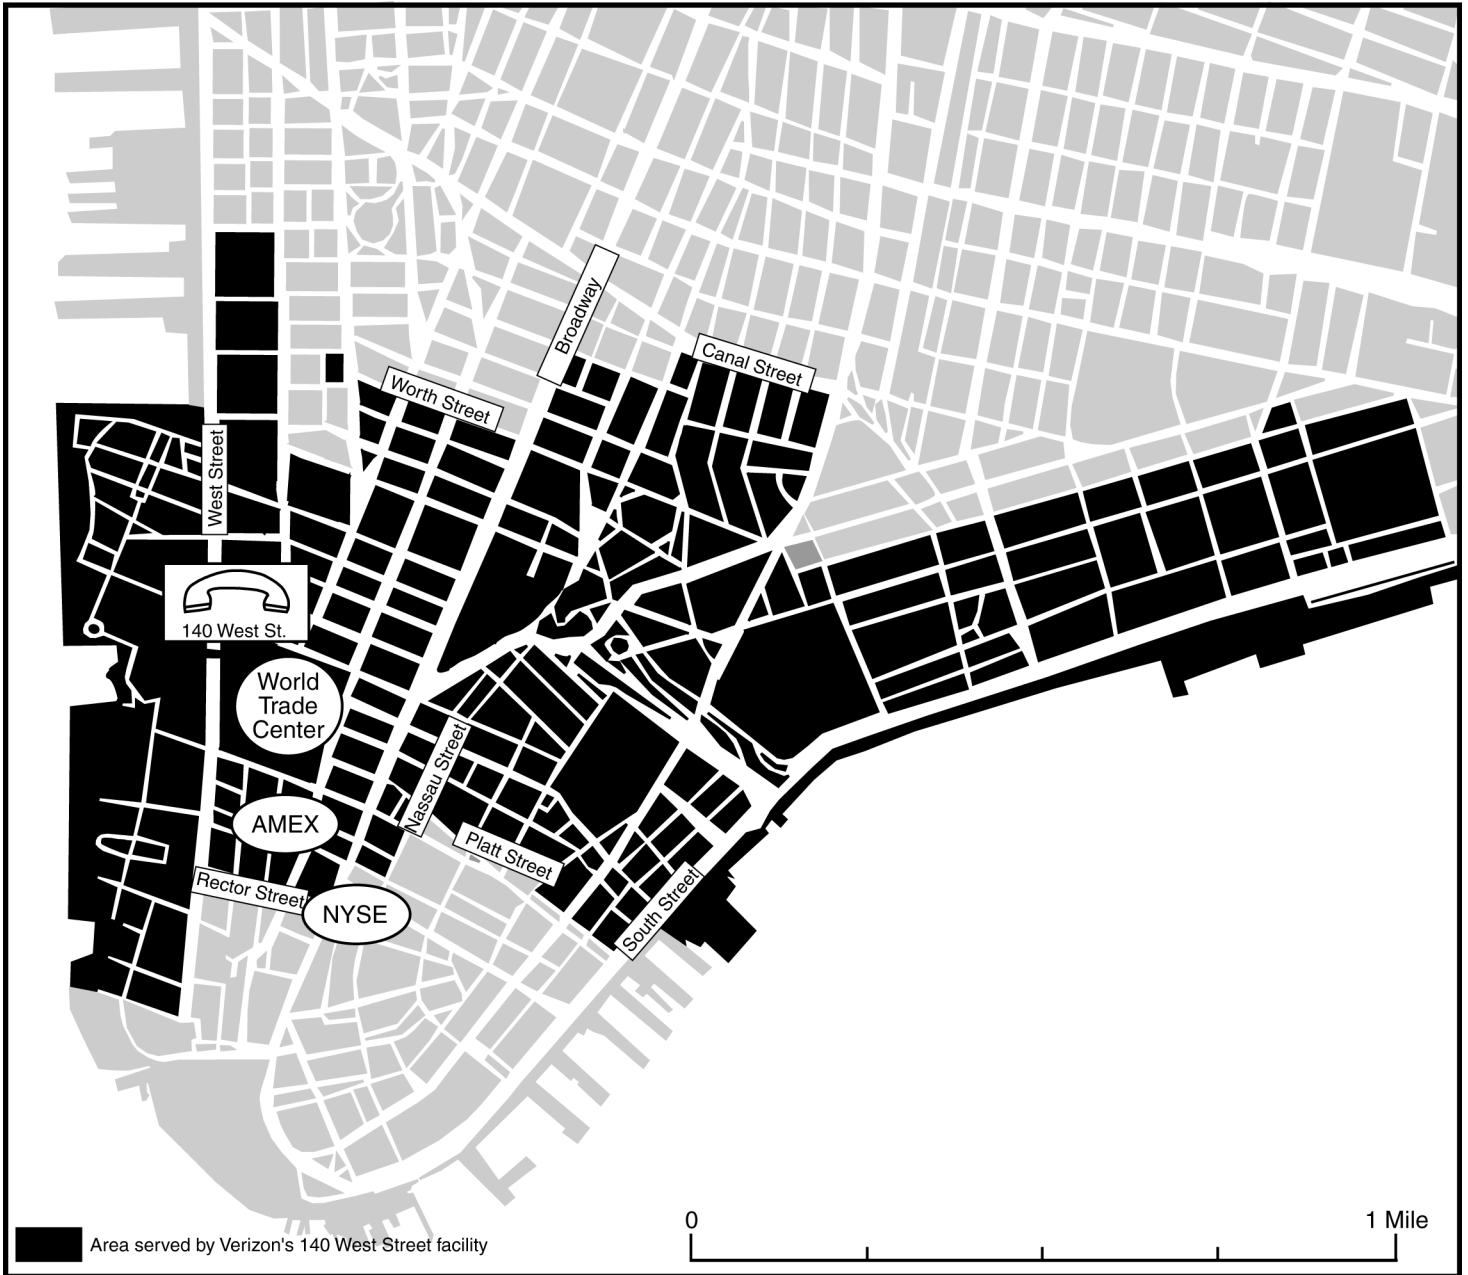 Broadway
Canal Street
Worth Street
West Street
140 West St.
World
Trade
Center
Nassau Street
AMEX
Platt Street
Rector Street
NYSE
South Street
0
1 Mile
Area served by Verizon's 140 West Street facility